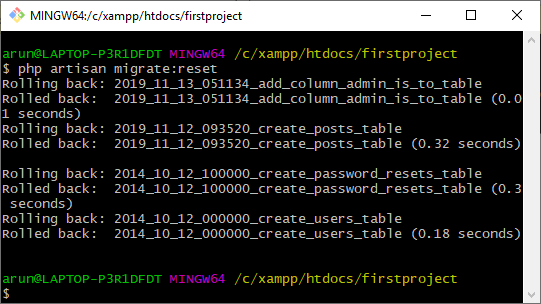 MINGW64:/c/xampp/htdocs/firstproject
arun@LAPTOP-P3R1DFDT MINGW64 /c/xampp/htdocs/firstproject
$ php artisan migrate:reset
Rolling back: 2019_11_13_051134_add_column_admin_is_to_table
Rolled back:  2019_11_13_051134_add_column_admin_is_to_table (0.0
1 seconds)
Rolling back: 2019_11_12_093520_create_posts_table
Rolled back:  2019_11_12_093520_create_posts_table (0.32 seconds)
Rolling back: 2014_10_12_100000_create_password_resets_table
Rolled back:  2014_10_12_100000_create_password_resets_table (0.3
 seconds)
Rolling back: 2014_10_12_000000_create_users_table
Rolled back:  2014_10_12_000000_create_users_table (0.18 seconds)
arun@LAPTOP-P3R1DFDT MINGW64 /c/xampp/htdocs/firstproject
$